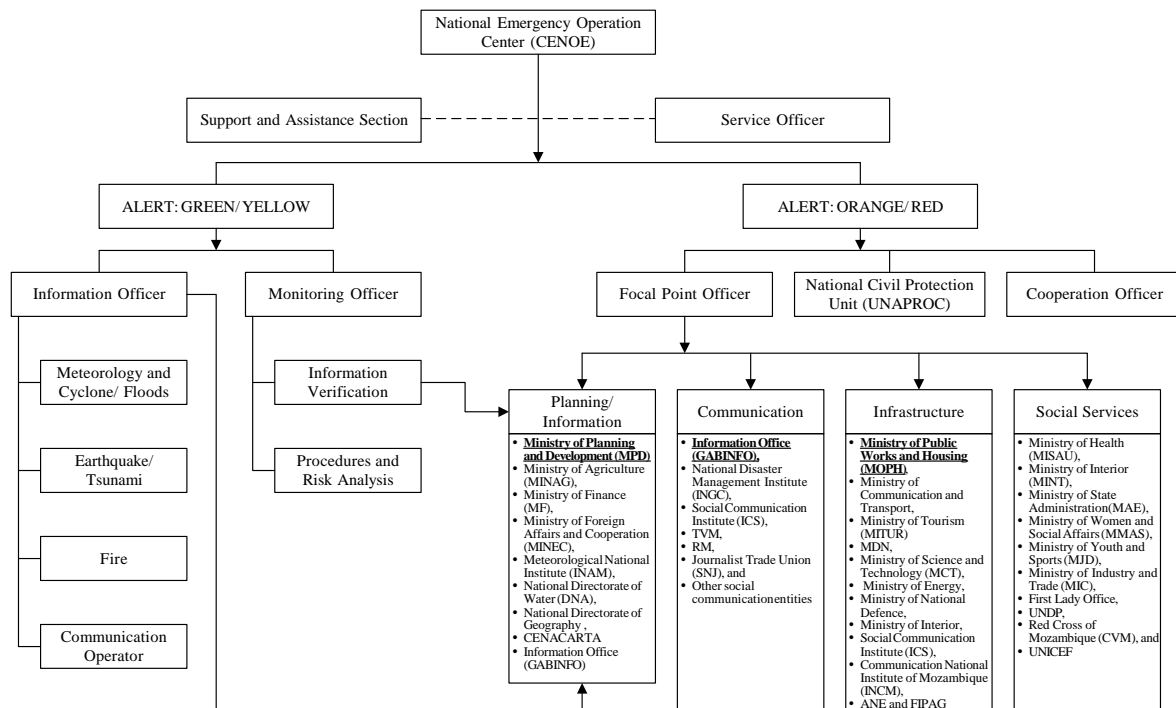 National Emergency Operation
Center (CENOE)
Support and Assistance Section
Service Officer
ALERT: GREEN/ YELLOW
ALERT: ORANGE/ RED
Information Officer
Monitoring Officer
Focal Point Officer
National Civil Protection
Unit (UNAPROC)
Cooperation Officer
Meteorology and
Cyclone/ Floods
Earthquake/
Tsunami
Fire
Communication
Operator
Information
Verification
Procedures and
Risk Analysis
Planning/
Information
• Ministry of Planning
and Development (MPD)
• Ministry of Agriculture
(MINAG),
• Ministry of Finance
(MF),
• Ministry of Foreign
Affairs and Cooperation
(MINEC),
• Meteorological National
Institute (INAM),
• National Directorate of
Water (DNA),
• National Directorate of
Geography ,
• CENACARTA
• Information Office
(GABINFO)
Communication
• Information Office
(GABINFO),
• National Disaster
Management Institute
(INGC),
• Social Communication
Institute (ICS),
• TVM,
• RM,
• Journalist Trade Union
(SNJ), and
• Other social
communication entities
Infrastructure
• Ministry of Public
Works and Housing
(MOPH),
• Ministry of
Communication and
Transport,
• Ministry of Tourism
(MITUR)
• MDN,
• Ministry of Science and
Technology (MCT),
• Ministry of Energy,
• Ministry of National
Defence,
• Ministry of Interior,
• Social Communication
Institute (ICS),
• Communication National
Institute of Mozambique
(INCM),
• ANE and FIPAG
Social Services
• Ministry of Health
(MISAU),
• Ministry of Interior
(MINT),
• Ministry of State
Administration(MAE),
• Ministry of Women and
Social Affairs (MMAS),
• Ministry of Youth and
Sports (MJD),
• Ministry of Industry and
Trade (MIC),
• First Lady Office,
• UNDP,
• Red Cross of
Mozambique (CVM), and
• UNICEF